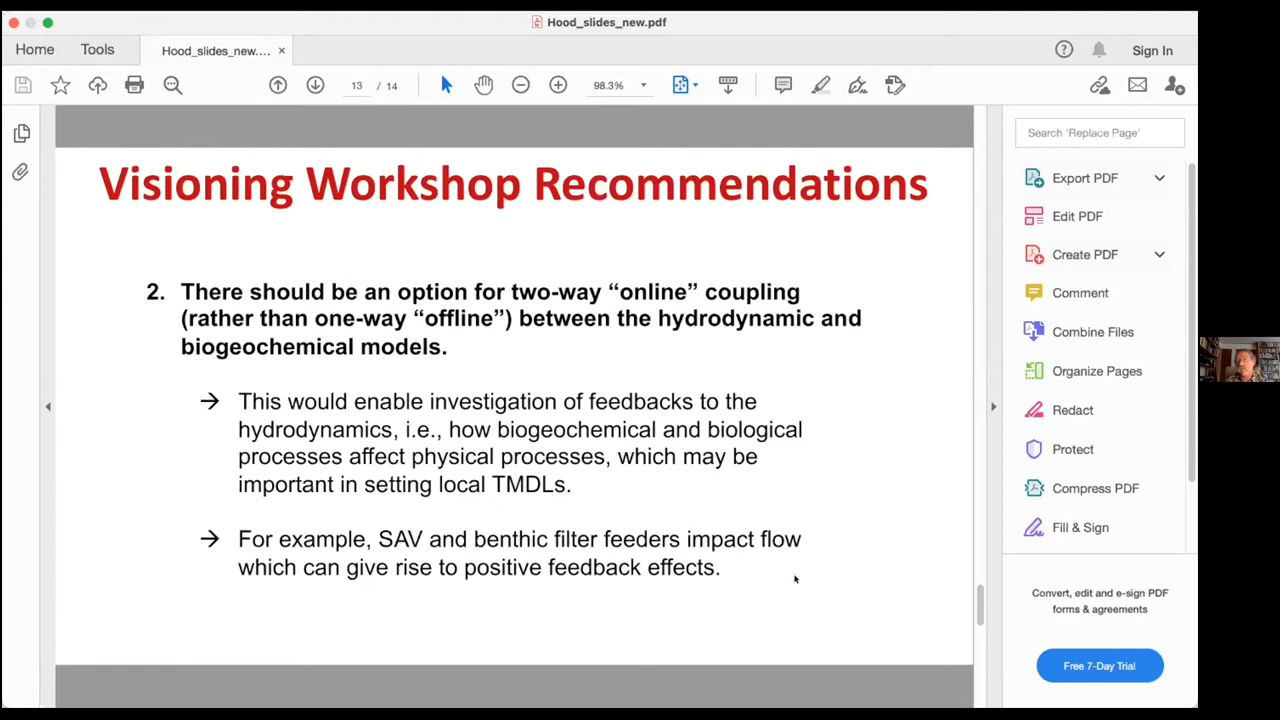 Hood_slides_new.pdf
Home
Tools
Hood_slides_new....
Sign In
13 / 14
98.3%
Visioning Workshop Recommendations
2. There should be an option for two-way “online” coupling
(rather than one-way “offline”) between the hydrodynamic and
biogeochemical models.
→ This would enable investigation of feedbacks to the
hydrodynamics, i.e., how biogeochemical and biological
processes affect physical processes, which may be
important in setting local TMDLs.
→ For example, SAV and benthic filter feeders impact flow
which can give rise to positive feedback effects.
Search 'Replace Page'
Export PDF
Edit PDF
Create PDF
Comment
Combine Files
Organize Pages
Redact
Protect
Compress PDF
Fill & Sign
Convert, edit and e-sign PDF
forms & agreements
Free 7-Day Trial